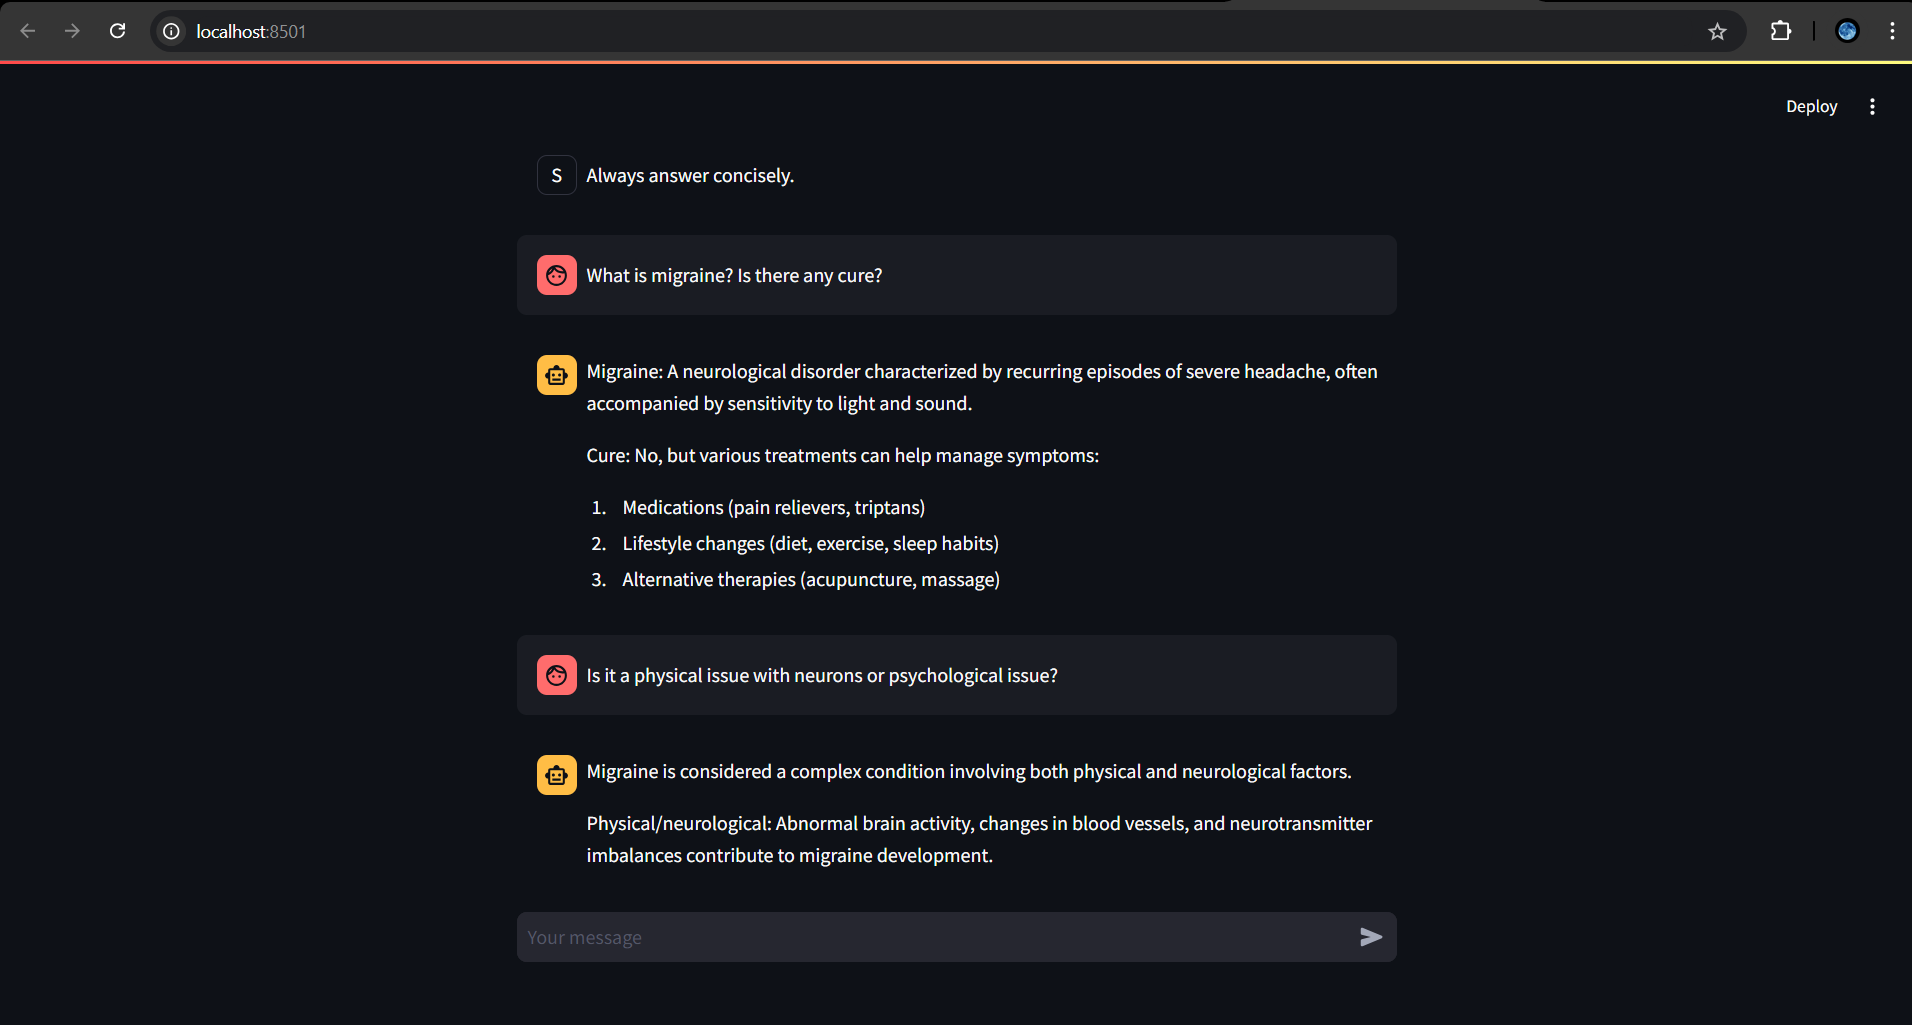 localhost:8501
Deploy
S
Always answer concisely.
What is migraine? Is there any cure?
Migraine: A neurological disorder characterized by recurring episodes of severe headache, often
accompanied by sensitivity to light and sound.
Cure: No, but various treatments can help manage symptoms:
1. Medications (pain relievers, triptans)
2. Lifestyle changes (diet, exercise, sleep habits)
3. Alternative therapies (acupuncture, massage)
Is it a physical issue with neurons or psychological issue?
Migraine is considered a complex condition involving both physical and neurological factors.
Physical/neurological: Abnormal brain activity, changes in blood vessels, and neurotransmitter
imbalances contribute to migraine development.
Your message